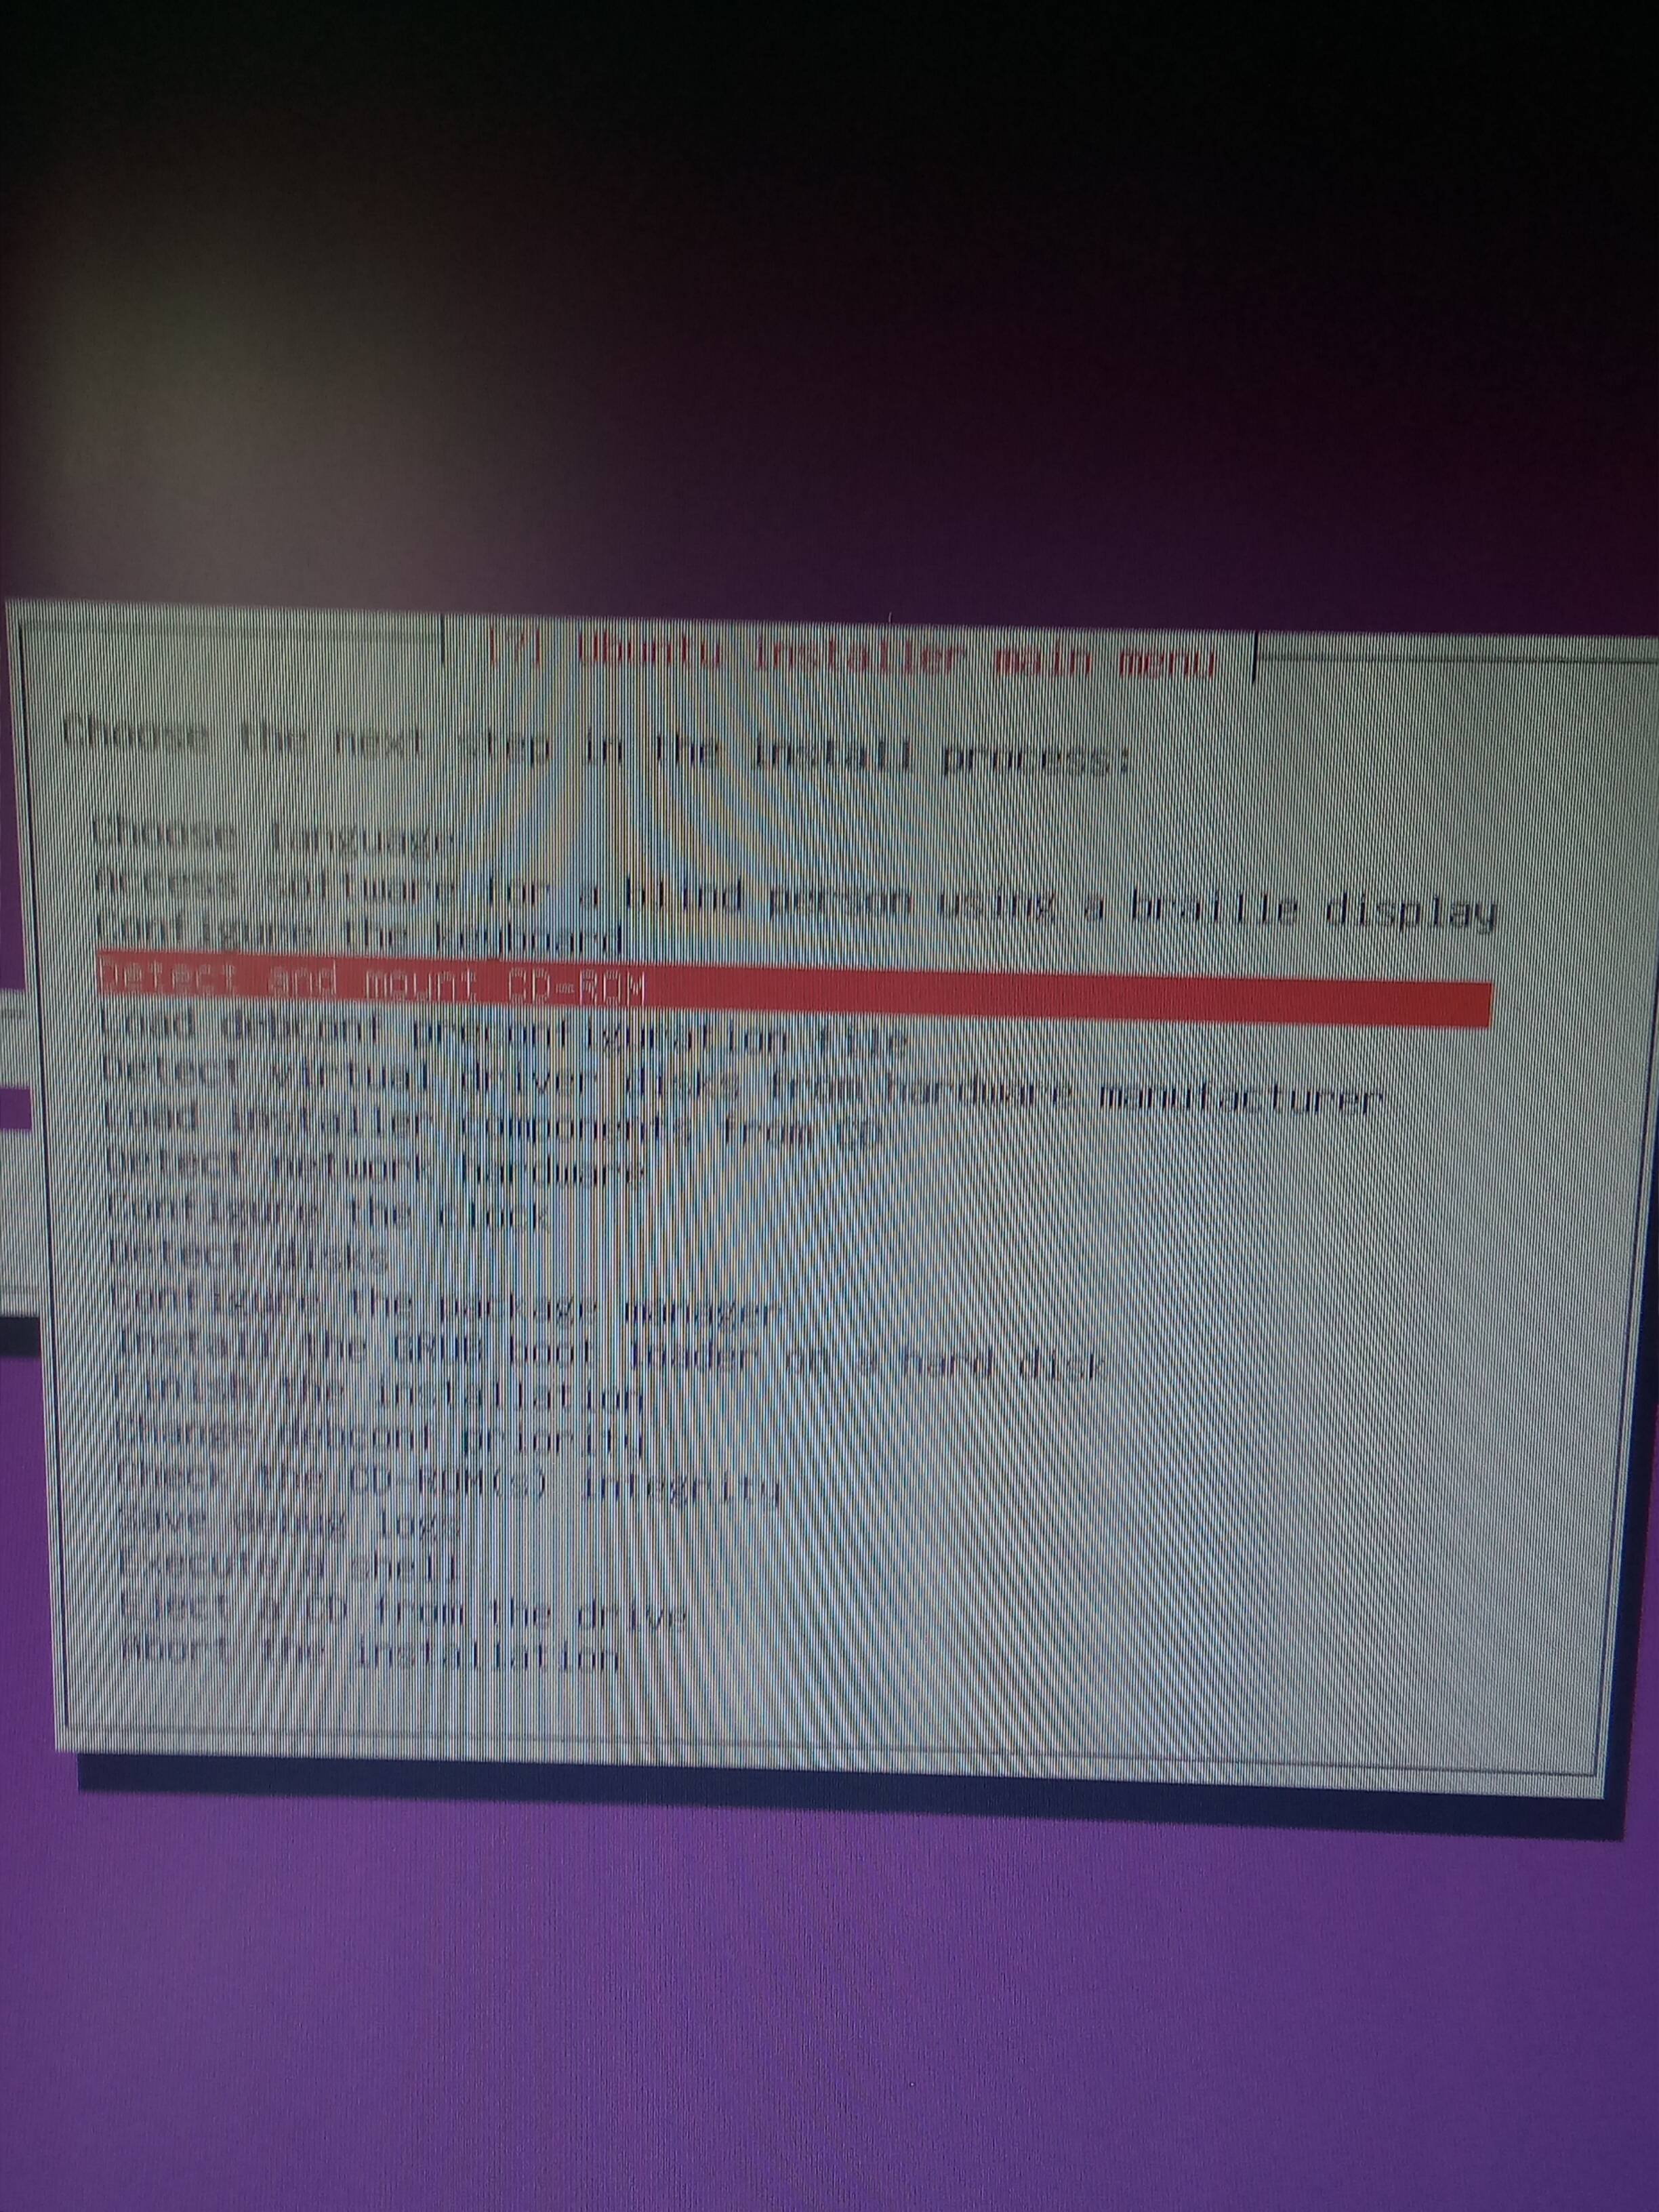 [?] Ubuntu installer main menu
Choose the next step in the install process:
Choose language
Access software for a blind person using a braille display
Configure the keyboard
Detect and mount CD-ROM
Load debconf preconfiguration file
Detect virtual driver disks from hardware manufacturer
Load installer components from CD
Detect network hardware
Configure the clock
Detect disks
Configure the package manager
Install the GRUB boot loader on a hard disk
Finish the installation
Change debconf priority
Check the CD-ROM(s) integrity
Save debug logs
Execute a shell
Eject a CD from the drive
Abort the installation